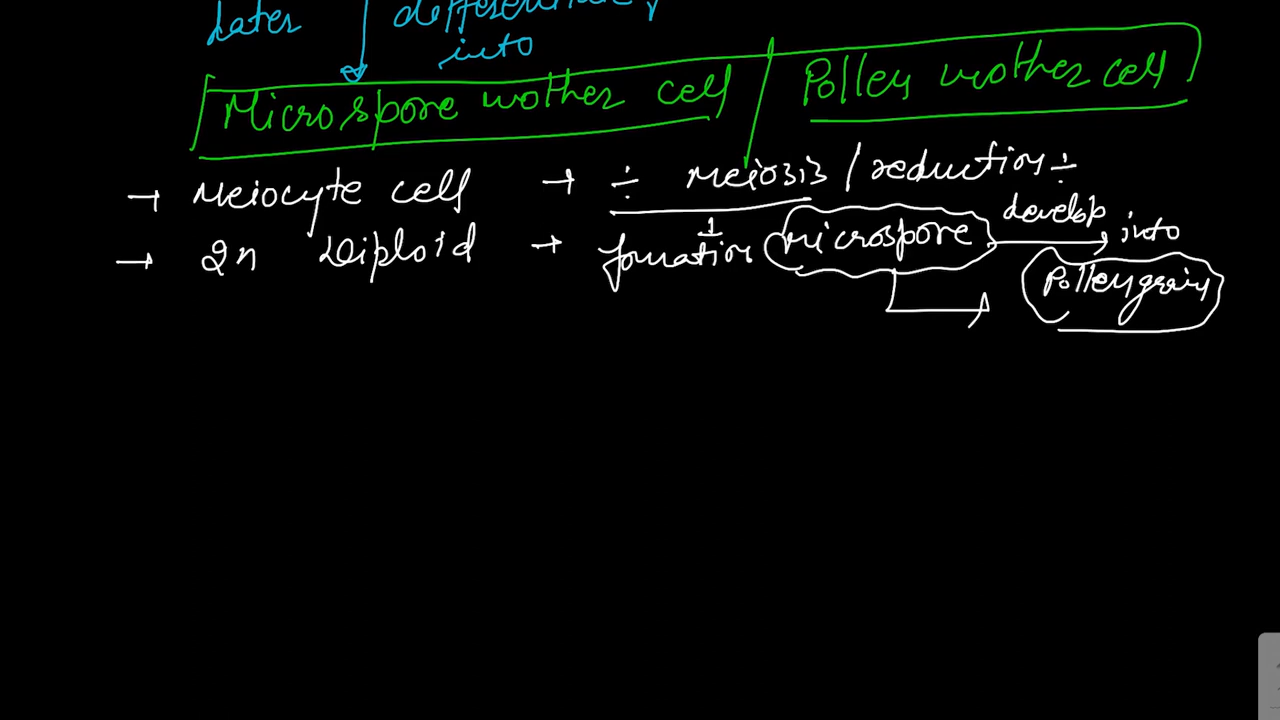 Later
into
Microspore mother cell / Pollen mother cell
→ Meiocyte cell → ÷ Meiosis / reduction ÷
→ 2n Diploid → formation 1 microspore develop into
Pollen grain